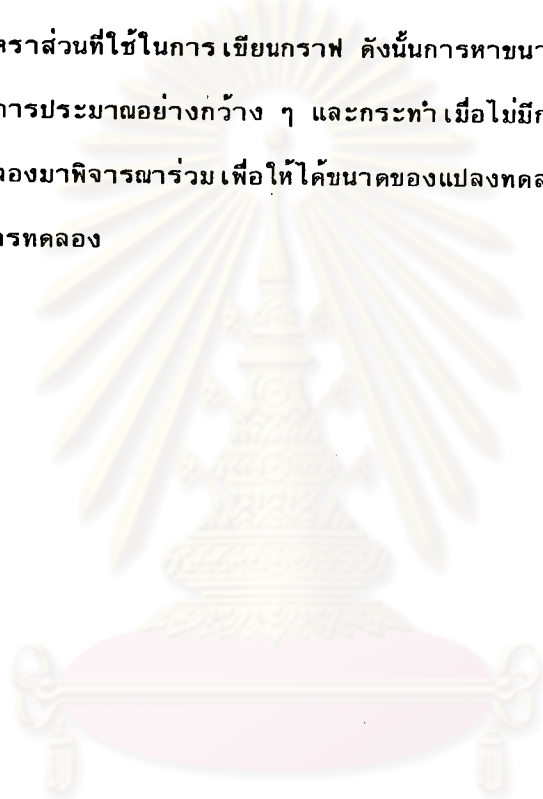 หราส่วนที่ใช้ในการ เขียนกราฟ ดังนั้นการหาขนา
การประมาณอย่างกว้าง ๆ และกระทำ เมื่อไม่มีก
ลองมาพิจารณาร่วม เพื่อให้ได้ขนาดของแปลงทดล
ารทดลอง